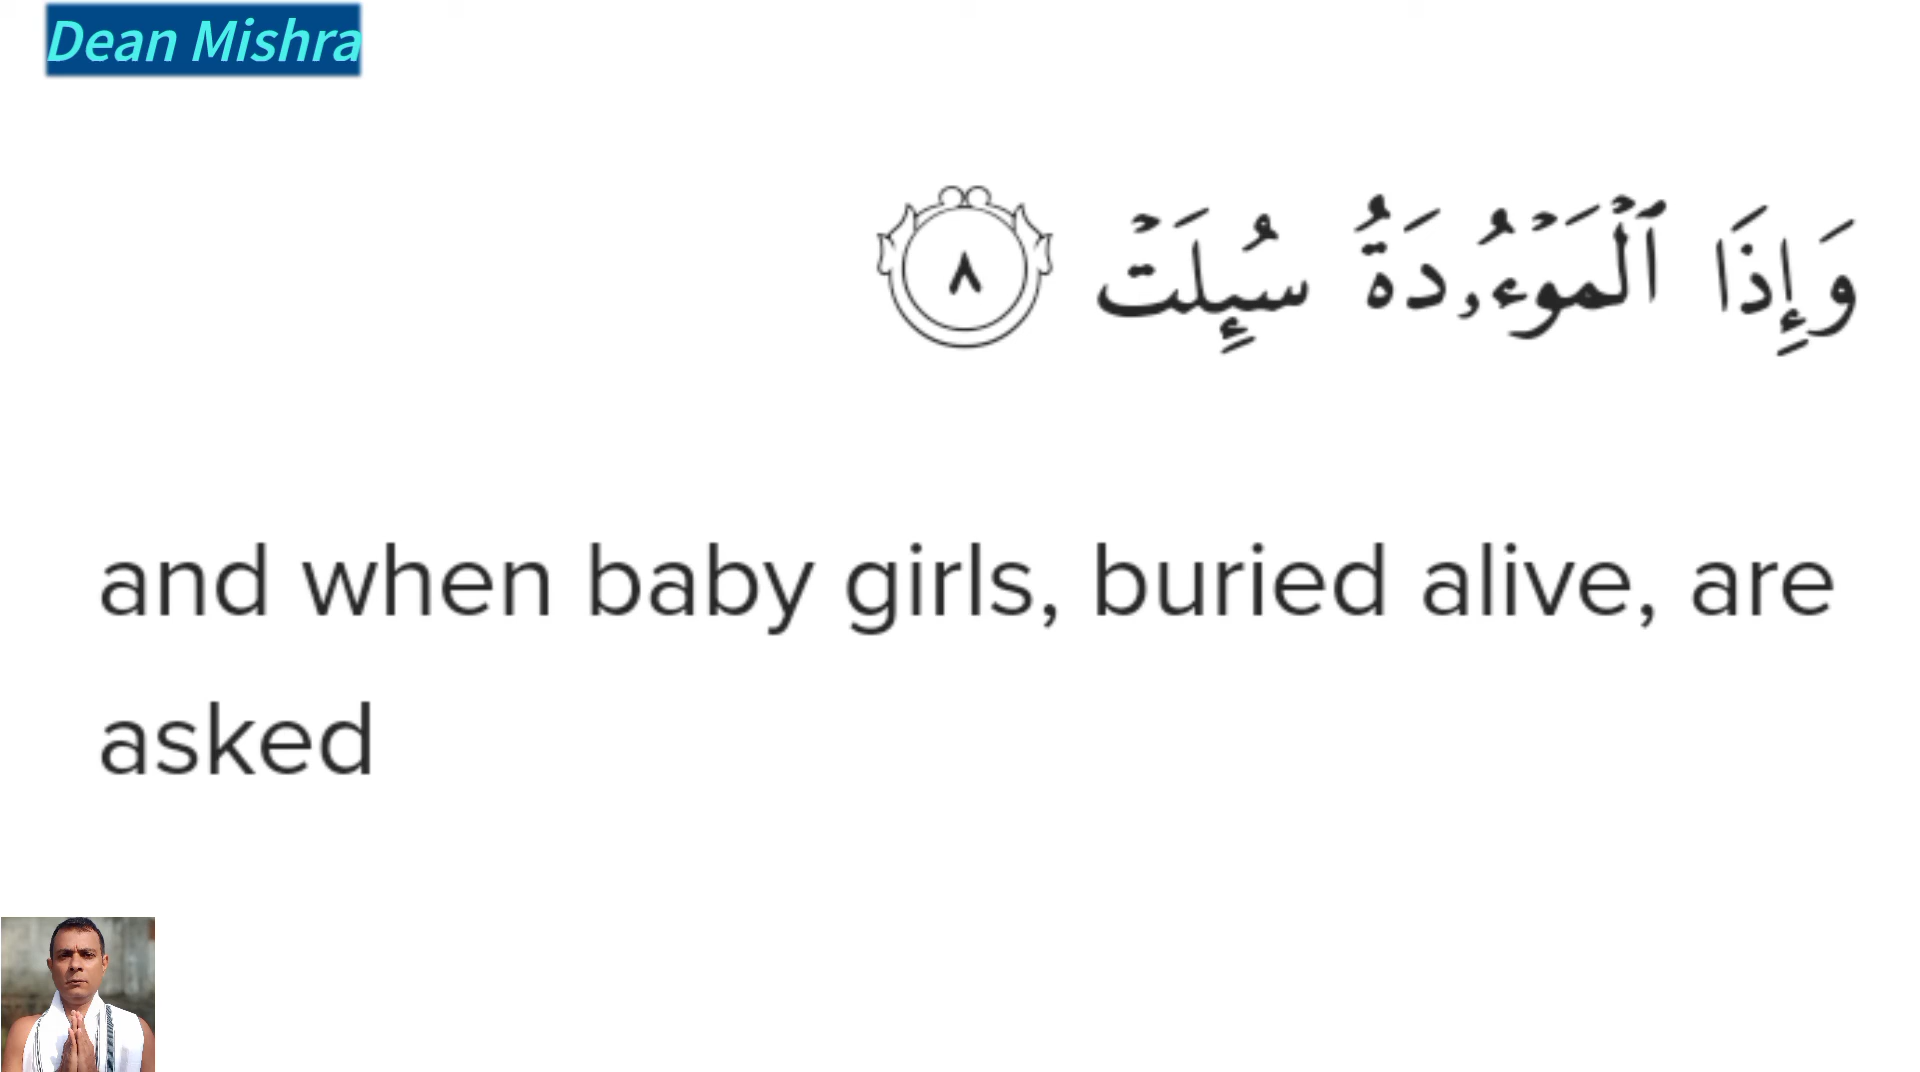 Dean Mishra
وَإِذَا ٱلْمَوْءُۥدَةُ سُئِلَتْ ٨
and when baby girls, buried alive, are
asked